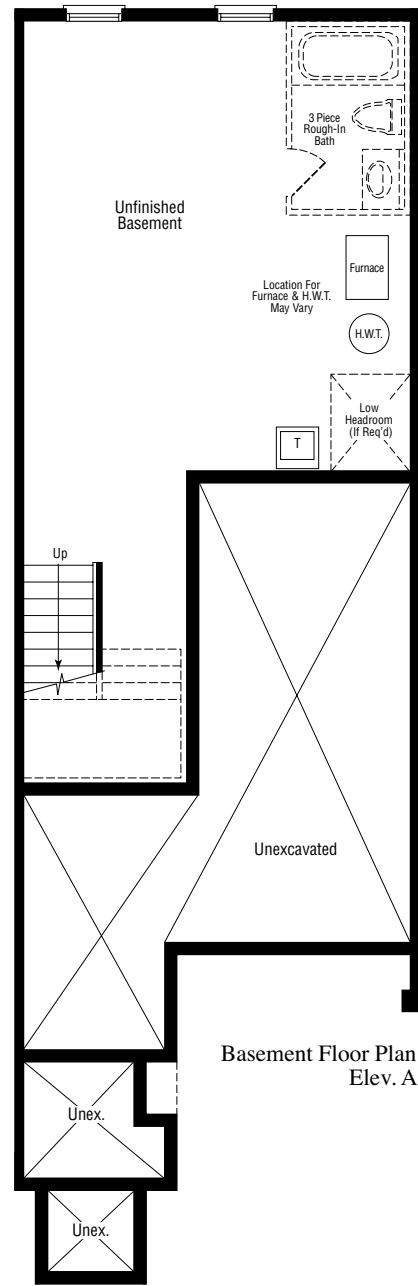 3 Piece
Rough-In
Bath
Unfinished
Basement
Furnace
Location For
Furnace & H.W.T.
May Vary
H.W.T.
Low
Headroom
(If Req'd)
T
Up
Unexcavated
Basement Floor Plan
Elev. A
Unex.
Unex.